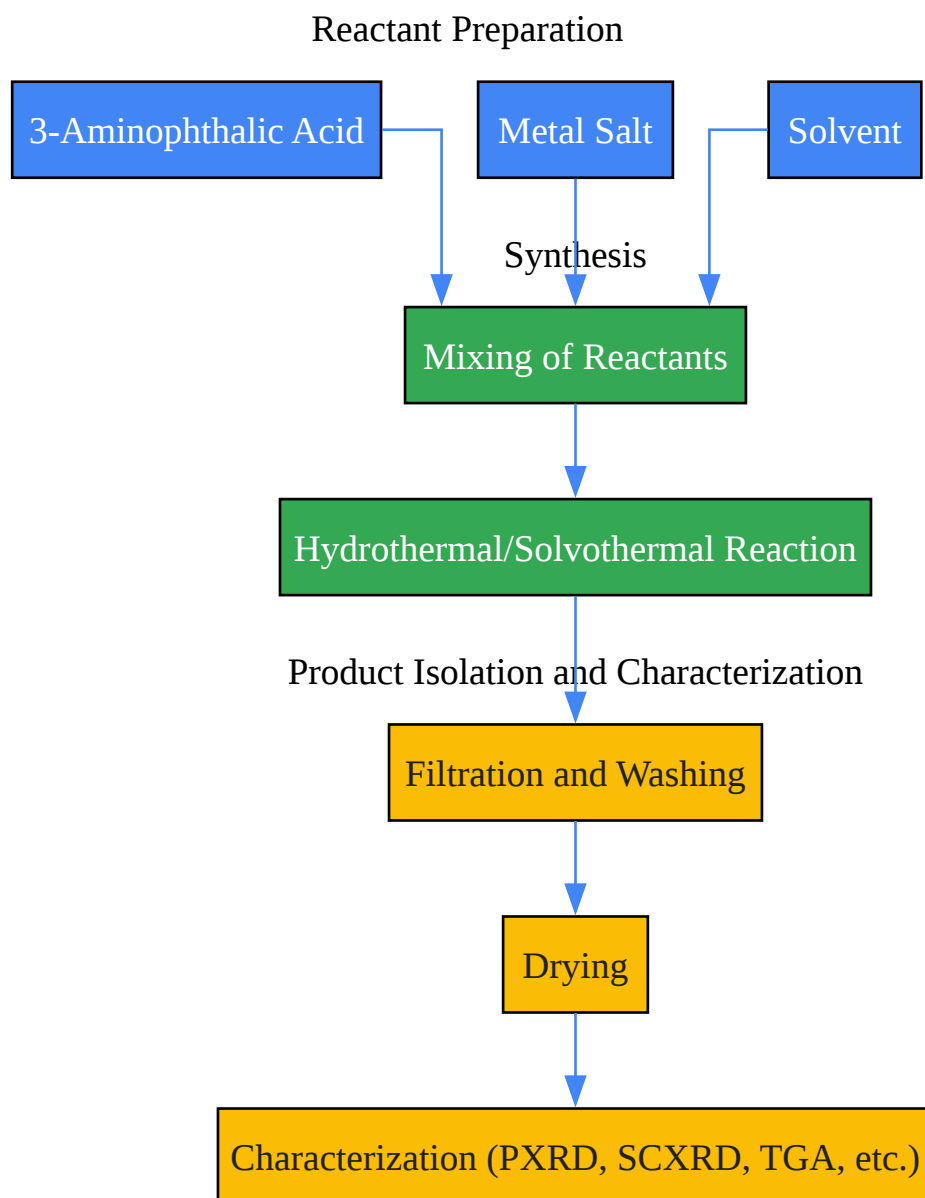 Reactant Preparation
3-Aminophthalic Acid
Metal Salt
Solvent
Synthesis
Mixing of Reactants
Hydrothermal/Solvothermal Reaction
Product Isolation and Characterization
Filtration and Washing
Drying
Characterization (PXRD, SCXRD, TGA, etc.)